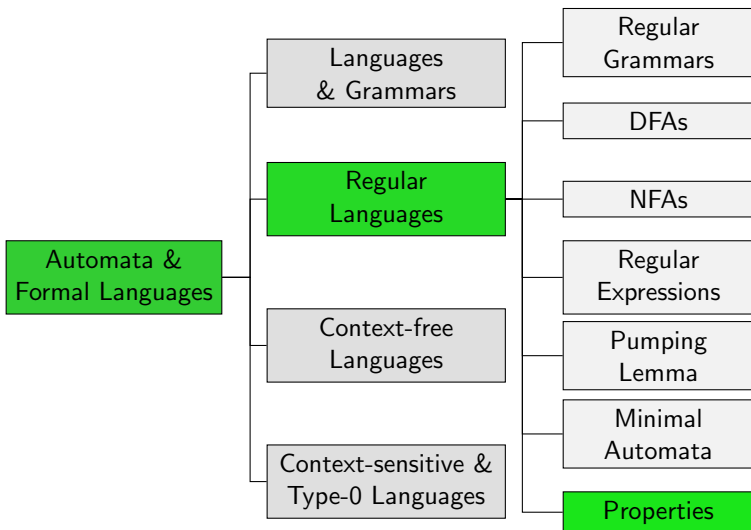 Automata &
Formal Languages
Languages
& Grammars
Regular
Languages
Context-free
Languages
Context-sensitive &
Type-0 Languages
Regular
Grammars
DFAs
NFAs
Regular
Expressions
Pumping
Lemma
Minimal
Automata
Properties